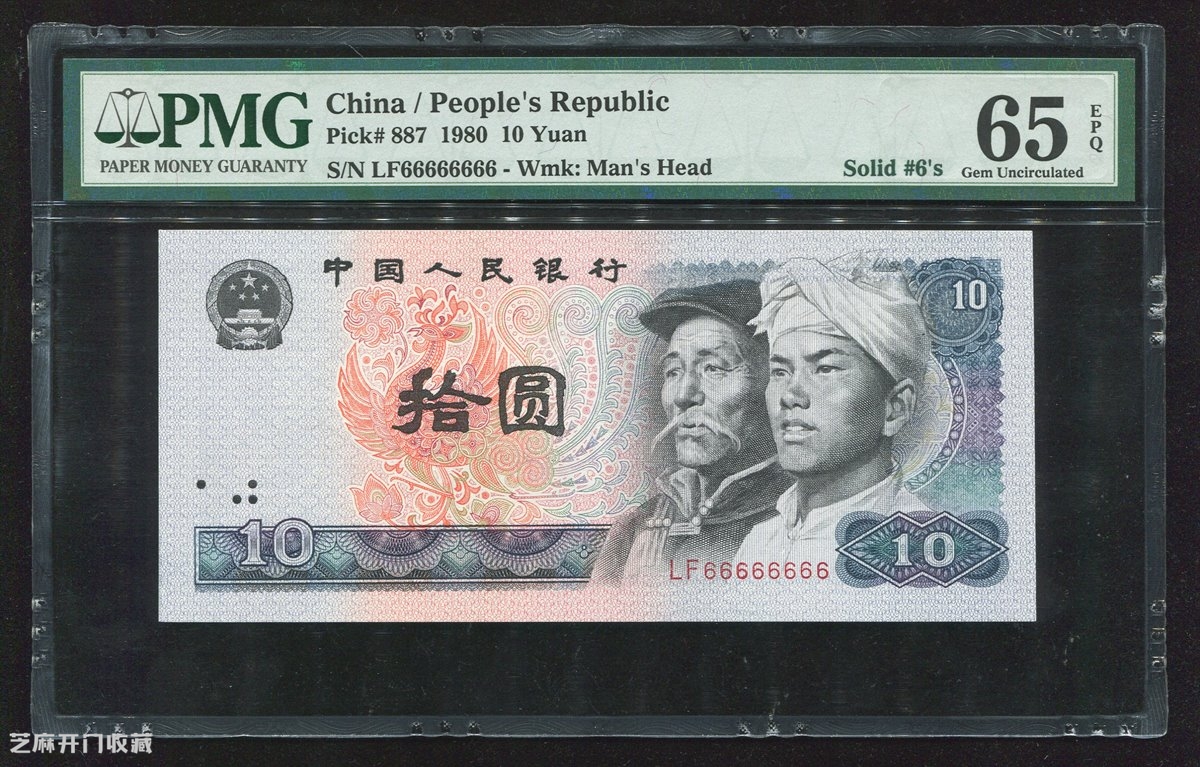 PMG
PAPER MONEY GUARANTY
China / People's Republic
Pick# 887 1980 10 Yuan
S/N LF66666666 - Wmk: Man's Head
Solid #6's
65
EPQ
Gem Uncirculated
中国人民银行
10
拾圆
10
LF66666666
10
芝麻开门收藏